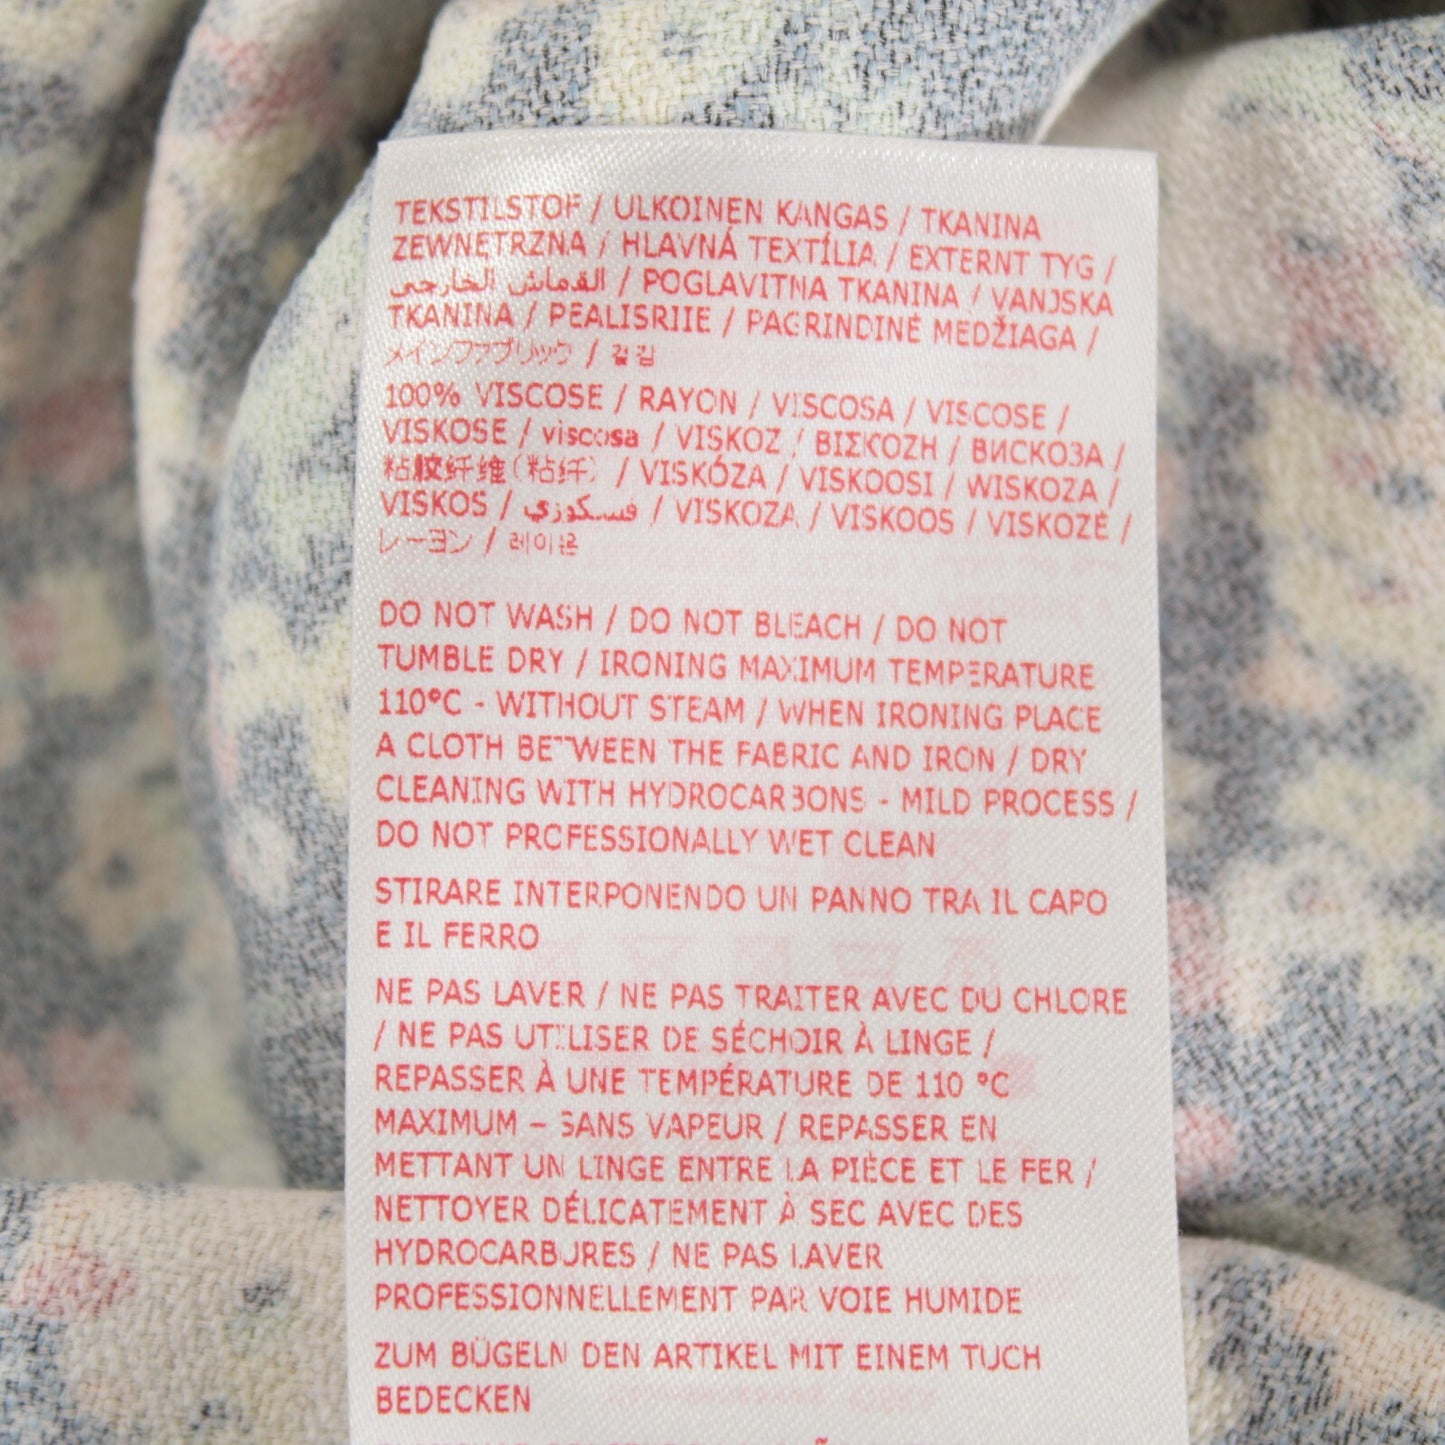 TEKSTILSTOF / ULKOINEN KANGAS / TKANINA
ZEWNĘTRZNA / HLAVNÁ TEXTÍLIA / EXTERNT TYG /
القماش الخارجي / POGLAVITNA TKANINA / VANJSKA
TKANINA / PEALISRIIE / PAGRINDINĖ MEDŽIAGA /
メインファブリック / 겉감
100% VISCOSE / RAYON / VISCOSA / VISCOSE /
VISKOSE / viscosa / VISKOZ / ΒΙΣΚΟΖΗ / ВИСКОЗА /
粘胶纤维(粘纤) / VISKÓZA / VISKOOSI / WISKOZA /
VISKOS / فسكوزي / VISKOZA / VISKOOS / VISKOZĖ /
レーヨン / 레이온
DO NOT WASH / DO NOT BLEACH / DO NOT
TUMBLE DRY / IRONING MAXIMUM TEMPERATURE
110°C - WITHOUT STEAM / WHEN IRONING PLACE
A CLOTH BETWEEN THE FABRIC AND IRON / DRY
CLEANING WITH HYDROCARBONS - MILD PROCESS /
DO NOT PROFESSIONALLY WET CLEAN
STIRARE INTERPONENDO UN PANNO TRA IL CAPO
E IL FERRO
NE PAS LAVER / NE PAS TRAITER AVEC DU CHLORE
/ NE PAS UTILISER DE SÉCHOIR À LINGE /
REPASSER À UNE TEMPÉRATURE DE 110 °C
MAXIMUM – SANS VAPEUR / REPASSER EN
METTANT UN LINGE ENTRE LA PIÈCE ET LE FER /
NETTOYER DÉLICATEMENT À SEC AVEC DES
HYDROCARBURES / NE PAS LAVER
PROFESSIONNELLEMENT PAR VOIE HUMIDE
ZUM BÜGELN DEN ARTIKEL MIT EINEM TUCH
BEDECKEN